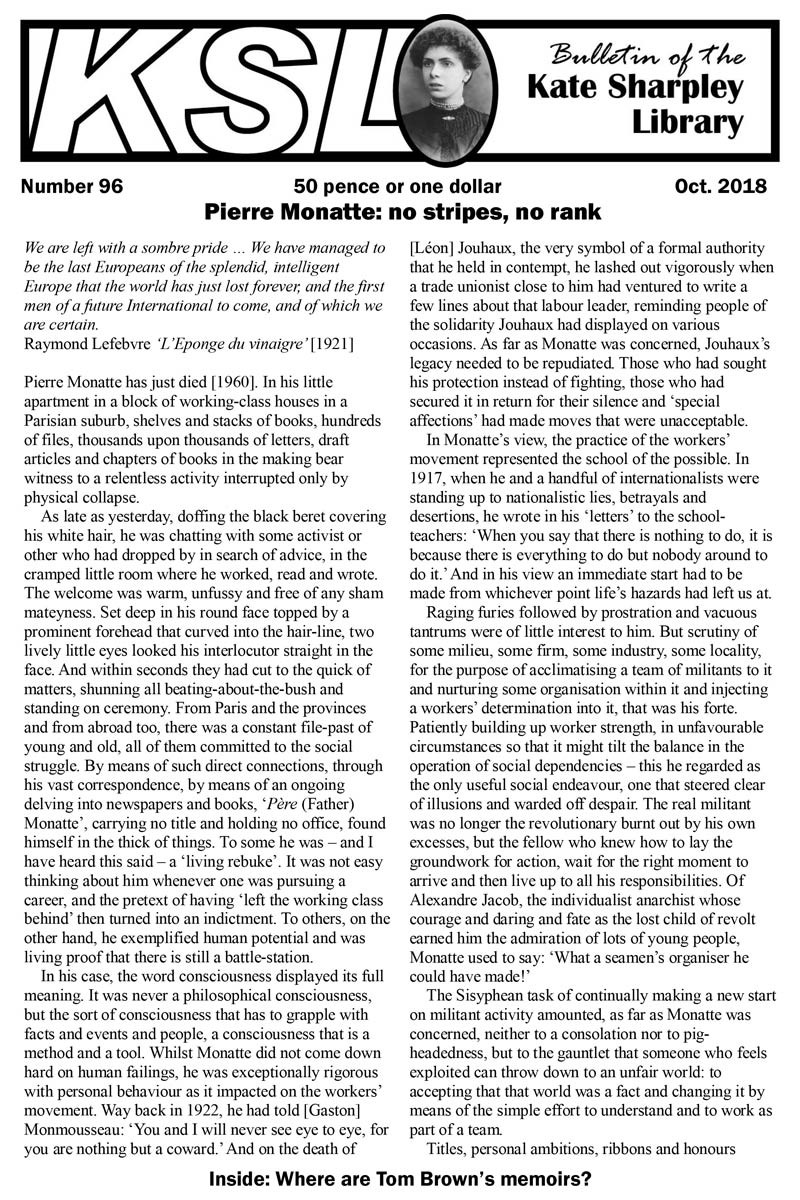 KSL
Bulletin of the
Kate Sharpley
Library
Number 96
50 pence or one dollar
Oct. 2018
Pierre Monatte: no stripes, no rank
We are left with a sombre pride … We have managed to
be the last Europeans of the splendid, intelligent
Europe that the world has just lost forever, and the first
men of a future International to come, and of which we
are certain.
Raymond Lefebvre ‘L’Eponge du vinaigre’ [1921]
Pierre Monatte has just died [1960]. In his little
apartment in a block of working-class houses in a
Parisian suburb, shelves and stacks of books, hundreds
of files, thousands upon thousands of letters, draft
articles and chapters of books in the making bear
witness to a relentless activity interrupted only by
physical collapse.
As late as yesterday, doffing the black beret covering
his white hair, he was chatting with some activist or
other who had dropped by in search of advice, in the
cramped little room where he worked, read and wrote.
The welcome was warm, unfussy and free of any sham
mateyness. Set deep in his round face topped by a
prominent forehead that curved into the hair-line, two
lively little eyes looked his interlocutor straight in the
face. And within seconds they had cut to the quick of
matters, shunning all beating-about-the-bush and
standing on ceremony. From Paris and the provinces
and from abroad too, there was a constant file-past of
young and old, all of them committed to the social
struggle. By means of such direct connections, through
his vast correspondence, by means of an ongoing
delving into newspapers and books, ‘Père (Father)
Monatte’, carrying no title and holding no office, found
himself in the thick of things. To some he was – and I
have heard this said – a ‘living rebuke’. It was not easy
thinking about him whenever one was pursuing a
career, and the pretext of having ‘left the working class
behind’ then turned into an indictment. To others, on the
other hand, he exemplified human potential and was
living proof that there is still a battle-station.
In his case, the word consciousness displayed its full
meaning. It was never a philosophical consciousness,
but the sort of consciousness that has to grapple with
facts and events and people, a consciousness that is a
method and a tool. Whilst Monatte did not come down
hard on human failings, he was exceptionally rigorous
with personal behaviour as it impacted on the workers’
movement. Way back in 1922, he had told [Gaston]
Monmousseau: ‘You and I will never see eye to eye, for
you are nothing but a coward.’ And on the death of
[Léon] Jouhaux, the very symbol of a formal authority
that he held in contempt, he lashed out vigorously when
a trade unionist close to him had ventured to write a
few lines about that labour leader, reminding people of
the solidarity Jouhaux had displayed on various
occasions. As far as Monatte was concerned, Jouhaux’s
legacy needed to be repudiated. Those who had sought
his protection instead of fighting, those who had
secured it in return for their silence and ‘special
affections’ had made moves that were unacceptable.
In Monatte’s view, the practice of the workers’
movement represented the school of the possible. In
1917, when he and a handful of internationalists were
standing up to nationalistic lies, betrayals and
desertions, he wrote in his ‘letters’ to the school-
teachers: ‘When you say that there is nothing to do, it is
because there is everything to do but nobody around to
do it.’ And in his view an immediate start had to be
made from whichever point life’s hazards had left us at.
Raging furies followed by prostration and vacuous
tantrums were of little interest to him. But scrutiny of
some milieu, some firm, some industry, some locality,
for the purpose of acclimatising a team of militants to it
and nurturing some organisation within it and injecting
a workers’ determination into it, that was his forte.
Patiently building up worker strength, in unfavourable
circumstances so that it might tilt the balance in the
operation of social dependencies – this he regarded as
the only useful social endeavour, one that steered clear
of illusions and warded off despair. The real militant
was no longer the revolutionary burnt out by his own
excesses, but the fellow who knew how to lay the
groundwork for action, wait for the right moment to
arrive and then live up to all his responsibilities. Of
Alexandre Jacob, the individualist anarchist whose
courage and daring and fate as the lost child of revolt
earned him the admiration of lots of young people,
Monatte used to say: ‘What a seamen’s organiser he
could have made!’
The Sisyphean task of continually making a new start
on militant activity amounted, as far as Monatte was
concerned, neither to a consolation nor to pig-
headedness, but to the gauntlet that someone who feels
exploited can throw down to an unfair world: to
accepting that that world was a fact and changing it by
means of the simple effort to understand and to work as
part of a team.
Titles, personal ambitions, ribbons and honours
Inside: Where are Tom Brown’s memoirs?